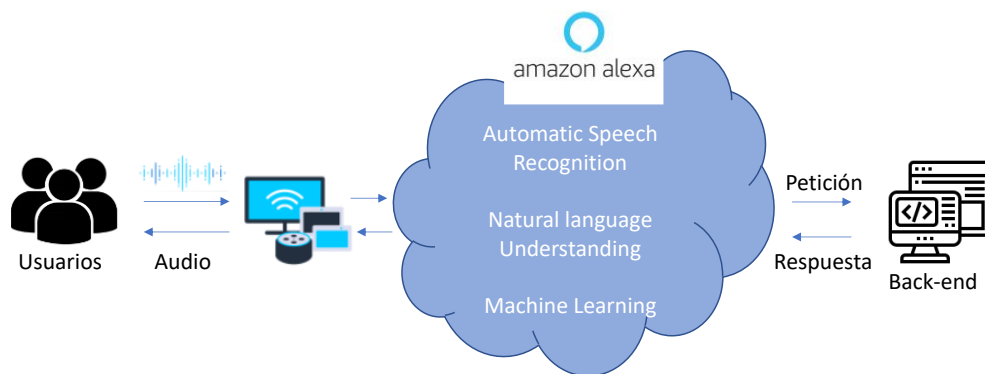 amazon alexa
Automatic Speech
Recognition
Natural language
Understanding
Machine Learning
Usuarios
Audio
Petición
Respuesta
</>
Back-end